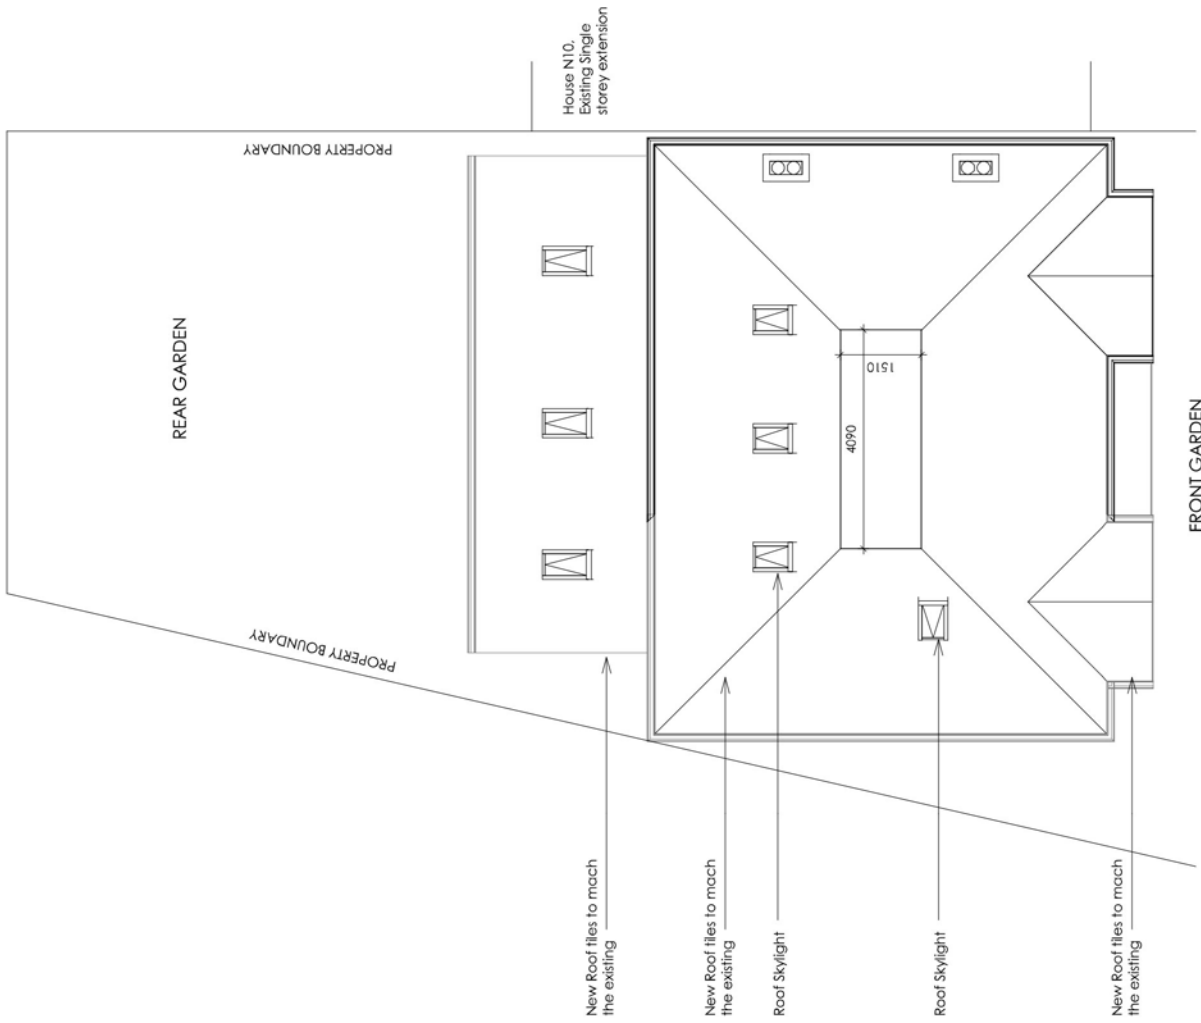 House N10,
Existing Single
storey extension
PROPERTY BOUNDARY
REAR GARDEN
PROPERTY BOUNDARY
1510
4090
FRONT GARDEN
New Roof tiles to mach
the existing
New Roof tiles to mach
the existing
Roof Skylight
Roof Skylight
New Roof tiles to mach
the existing